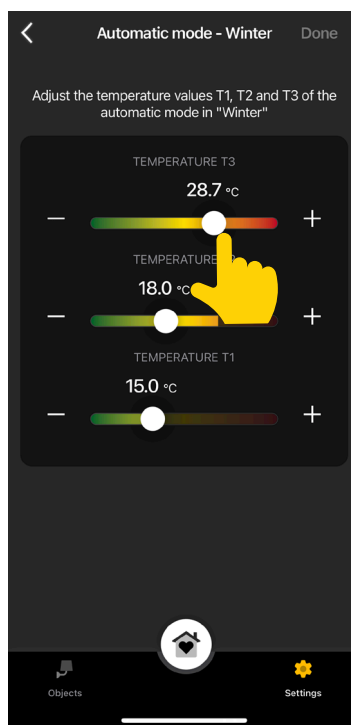 Automatic mode - Winter Done
Adjust the temperature values T1, T2 and T3 of the
automatic mode in "Winter"
TEMPERATURE T3
28.7 °C
TEMPERATURE
18.0 °C
TEMPERATURE T1
15.0 °C
Objects
Settings